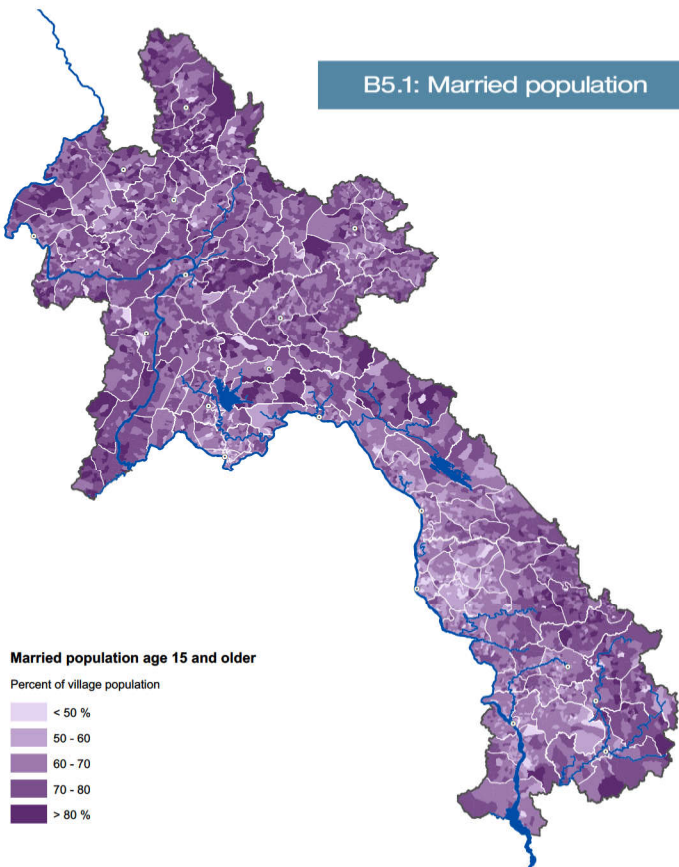 B5.1: Married population
Married population age 15 and older
Percent of village population
< 50 %
50 - 60
60 - 70
70 - 80
> 80 %